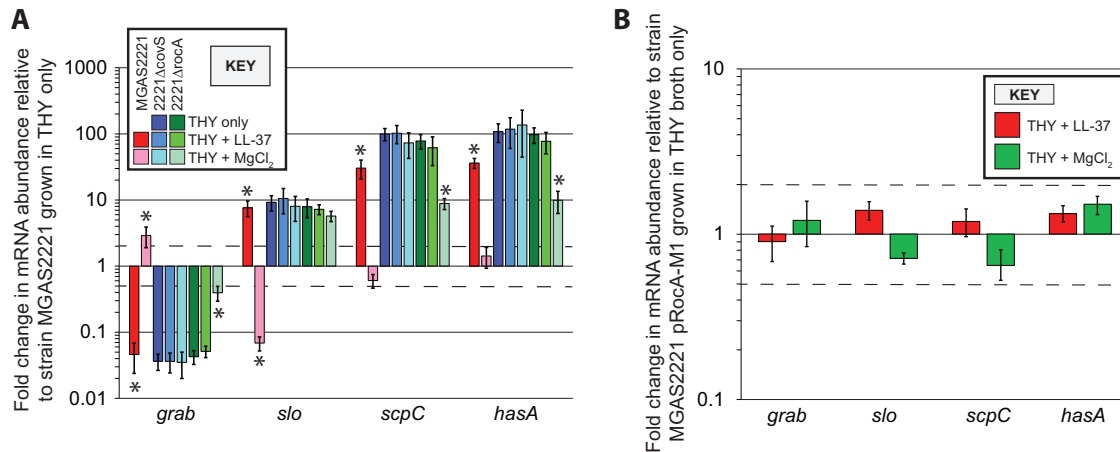 A
Fold change in mRNA abundance relative
to strain MGAS2221 grown in THY only
1000
100
10
1
0.1
0.01
MGAS2221
2221ΔcovS
2221ΔrocA
KEY
THY only
THY + LL-37
THY + MgCl₂
*
*
*
*
*
*
*
*
*
grab
slo
scpC
hasA
B
Fold change in mRNA abundance relative to strain
MGAS2221 pRocA-M1 grown in THY broth only
10
1
0.1
KEY
THY + LL-37
THY + MgCl₂
grab
slo
scpC
hasA